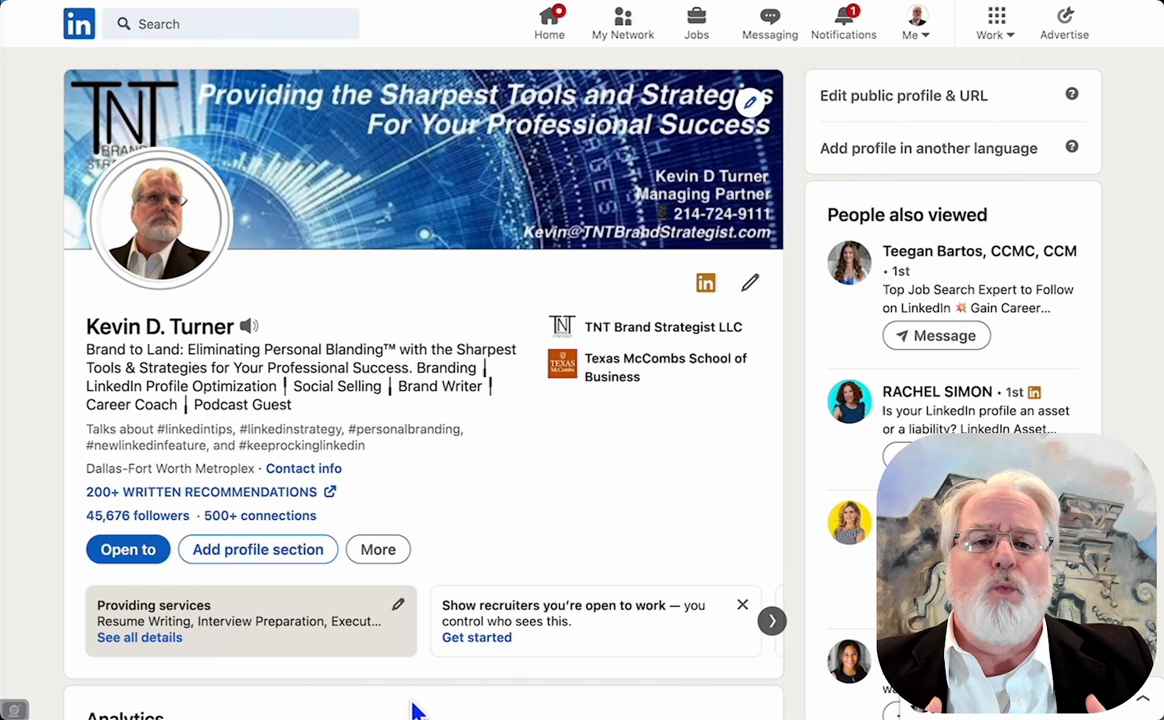 in
Search
Home
My Network
Jobs
Messaging
1
Notifications
Me
Work
Advertise
TNT
BRAND
Providing the Sharpest Tools and Strategies
For Your Professional Success
Kevin D Turner
Managing Partner
214-724-9111
Kevin@TNTBrandStrategist.com
in
Kevin D. Turner
Brand to Land: Eliminating Personal Blanding™ with the Sharpest
Tools & Strategies for Your Professional Success. Branding ┃
LinkedIn Profile Optimization ┃ Social Selling ┃ Brand Writer ┃
Career Coach ┃ Podcast Guest
Talks about #linkedintips, #linkedinstrategy, #personalbranding,
#newlinkedinfeature, and #keeprockinglinkedin
Dallas-Fort Worth Metroplex · Contact info
200+ WRITTEN RECOMMENDATIONS
45,676 followers · 500+ connections
Open to
Add profile section
More
TNT
TNT Brand Strategist LLC
TEXAS
McCombs
Texas McCombs School of
Business
Providing services
Resume Writing, Interview Preparation, Execut...
See all details
Show recruiters you're open to work — you
control who sees this.
Get started
Analytics
Edit public profile & URL
Add profile in another language
People also viewed
Teegan Bartos, CCMC, CCM
· 1st
Top Job Search Expert to Follow
on LinkedIn 💥 Gain Career...
Message
RACHEL SIMON · 1st in
Is your LinkedIn profile an asset
or a liability? LinkedIn Asset...